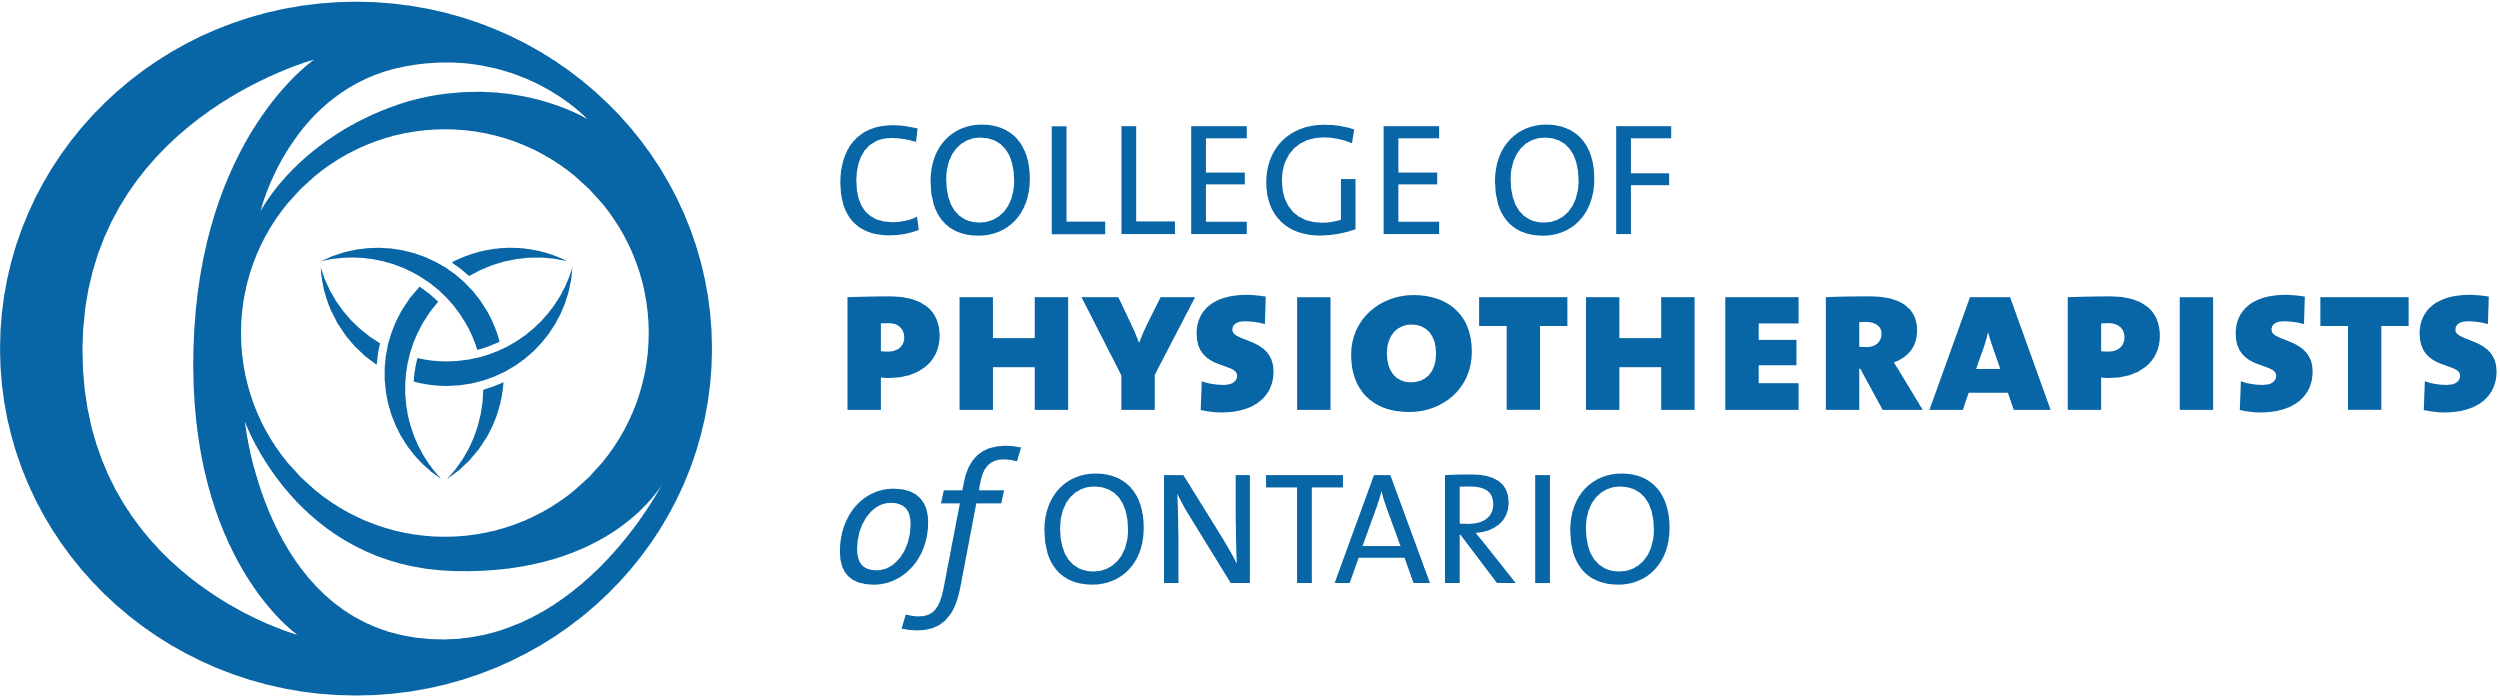 COLLEGE OF
PHYSIOTHERAPISTS
of ONTARIO